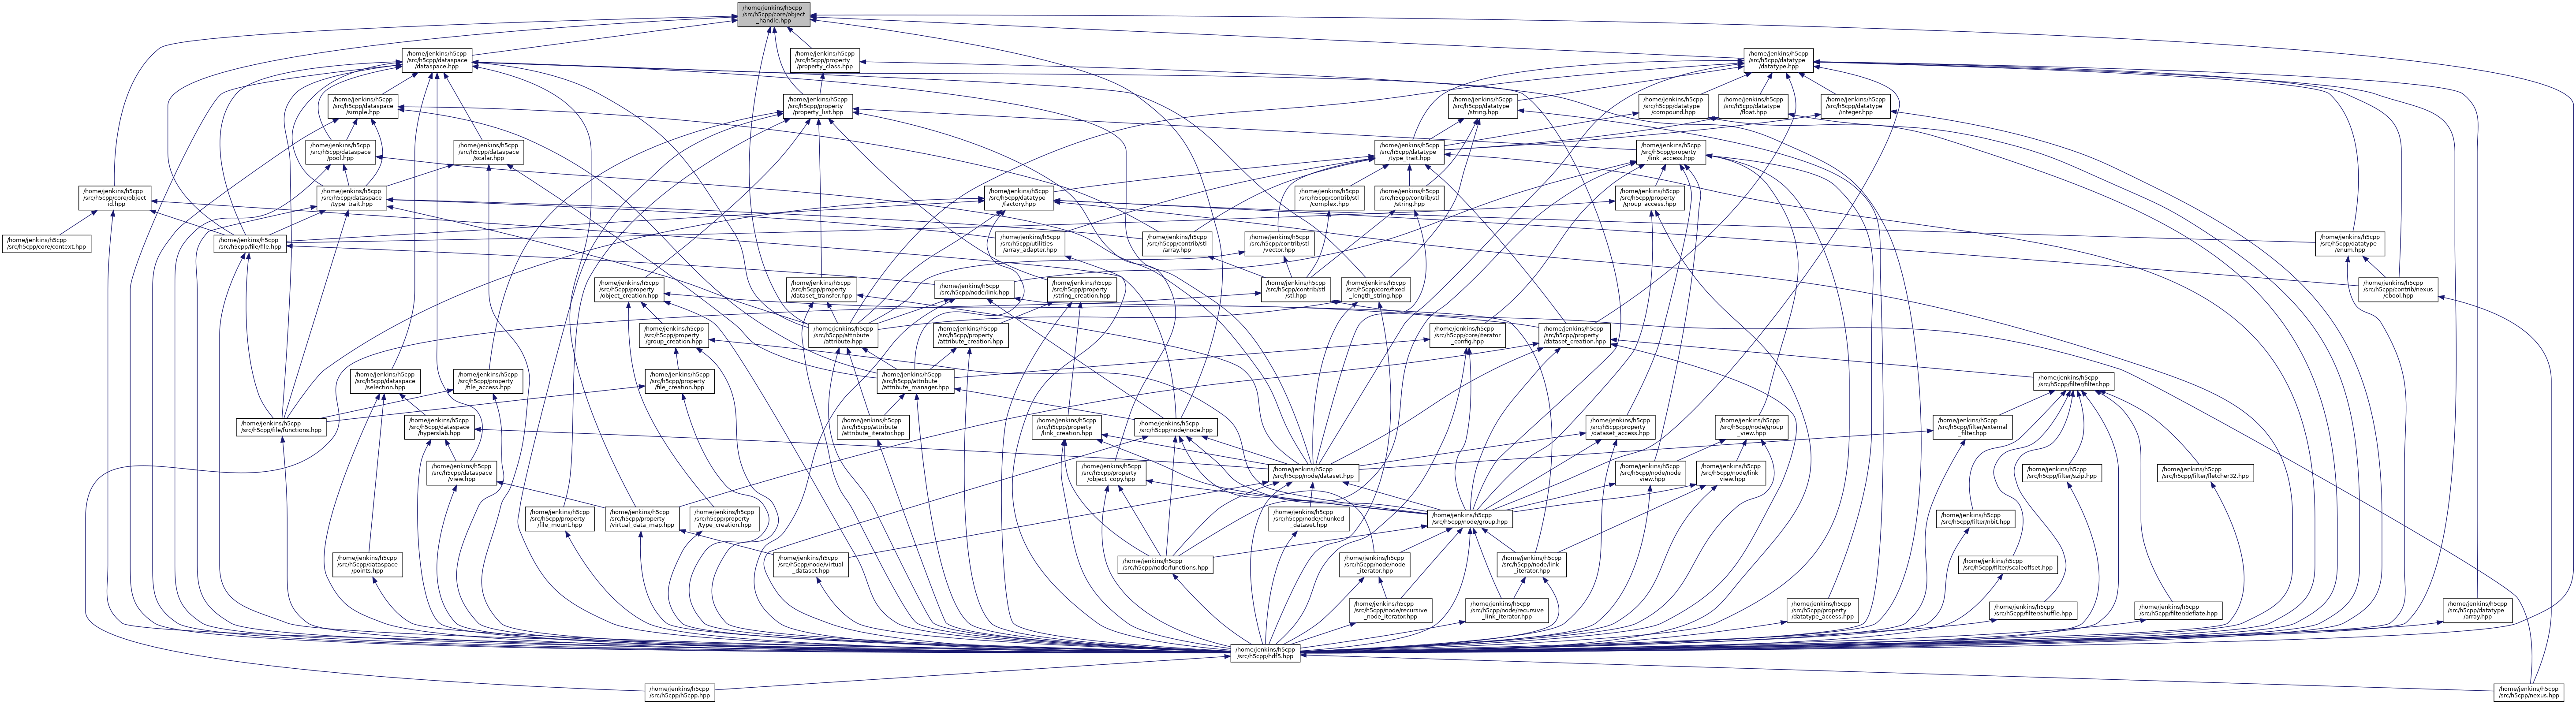 /home/jenkins/h5cpp
/src/h5cpp/core/object
_handle.hpp
/home/jenkins/h5cpp
/src/h5cpp/dataspace
/dataspace.hpp
/home/jenkins/h5cpp
/src/h5cpp/property
/property_class.hpp
/home/jenkins/h5cpp
/src/h5cpp/datatype
/datatype.hpp
/home/jenkins/h5cpp
/src/h5cpp/dataspace
/simple.hpp
/home/jenkins/h5cpp
/src/h5cpp/property
/property_list.hpp
/home/jenkins/h5cpp
/src/h5cpp/datatype
/string.hpp
/home/jenkins/h5cpp
/src/h5cpp/datatype
/compound.hpp
/home/jenkins/h5cpp
/src/h5cpp/datatype
/float.hpp
/home/jenkins/h5cpp
/src/h5cpp/datatype
/integer.hpp
/home/jenkins/h5cpp
/src/h5cpp/dataspace
/pool.hpp
/home/jenkins/h5cpp
/src/h5cpp/dataspace
/scalar.hpp
/home/jenkins/h5cpp
/src/h5cpp/datatype
/type_trait.hpp
/home/jenkins/h5cpp
/src/h5cpp/property
/link_access.hpp
/home/jenkins/h5cpp
/src/h5cpp/core/object
_id.hpp
/home/jenkins/h5cpp
/src/h5cpp/dataspace
/type_trait.hpp
/home/jenkins/h5cpp
/src/h5cpp/datatype
/factory.hpp
/home/jenkins/h5cpp
/src/h5cpp/contrib/stl
/complex.hpp
/home/jenkins/h5cpp
/src/h5cpp/contrib/stl
/string.hpp
/home/jenkins/h5cpp
/src/h5cpp/property
/group_access.hpp
/home/jenkins/h5cpp
/src/h5cpp/core/context.hpp
/home/jenkins/h5cpp
/src/h5cpp/file/file.hpp
/home/jenkins/h5cpp
/src/h5cpp/utilities
/array_adapter.hpp
/home/jenkins/h5cpp
/src/h5cpp/contrib/stl
/array.hpp
/home/jenkins/h5cpp
/src/h5cpp/contrib/stl
/vector.hpp
/home/jenkins/h5cpp
/src/h5cpp/datatype
/enum.hpp
/home/jenkins/h5cpp
/src/h5cpp/property
/object_creation.hpp
/home/jenkins/h5cpp
/src/h5cpp/property
/dataset_transfer.hpp
/home/jenkins/h5cpp
/src/h5cpp/node/link.hpp
/home/jenkins/h5cpp
/src/h5cpp/property
/string_creation.hpp
/home/jenkins/h5cpp
/src/h5cpp/contrib/stl
/stl.hpp
/home/jenkins/h5cpp
/src/h5cpp/core/fixed
_length_string.hpp
/home/jenkins/h5cpp
/src/h5cpp/contrib/nexus
/ebool.hpp
/home/jenkins/h5cpp
/src/h5cpp/property
/group_creation.hpp
/home/jenkins/h5cpp
/src/h5cpp/attribute
/attribute.hpp
/home/jenkins/h5cpp
/src/h5cpp/property
/attribute_creation.hpp
/home/jenkins/h5cpp
/src/h5cpp/core/iterator
_config.hpp
/home/jenkins/h5cpp
/src/h5cpp/property
/dataset_creation.hpp
/home/jenkins/h5cpp
/src/h5cpp/dataspace
/selection.hpp
/home/jenkins/h5cpp
/src/h5cpp/property
/file_access.hpp
/home/jenkins/h5cpp
/src/h5cpp/property
/file_creation.hpp
/home/jenkins/h5cpp
/src/h5cpp/attribute
/attribute_manager.hpp
/home/jenkins/h5cpp
/src/h5cpp/filter/filter.hpp
/home/jenkins/h5cpp
/src/h5cpp/file/functions.hpp
/home/jenkins/h5cpp
/src/h5cpp/dataspace
/hyperslab.hpp
/home/jenkins/h5cpp
/src/h5cpp/attribute
/attribute_iterator.hpp
/home/jenkins/h5cpp
/src/h5cpp/property
/link_creation.hpp
/home/jenkins/h5cpp
/src/h5cpp/node/node.hpp
/home/jenkins/h5cpp
/src/h5cpp/property
/dataset_access.hpp
/home/jenkins/h5cpp
/src/h5cpp/node/group
_view.hpp
/home/jenkins/h5cpp
/src/h5cpp/filter/external
_filter.hpp
/home/jenkins/h5cpp
/src/h5cpp/dataspace
/view.hpp
/home/jenkins/h5cpp
/src/h5cpp/property
/object_copy.hpp
/home/jenkins/h5cpp
/src/h5cpp/node/dataset.hpp
/home/jenkins/h5cpp
/src/h5cpp/node/node
_view.hpp
/home/jenkins/h5cpp
/src/h5cpp/node/link
_view.hpp
/home/jenkins/h5cpp
/src/h5cpp/filter/szip.hpp
/home/jenkins/h5cpp
/src/h5cpp/filter/fletcher32.hpp
/home/jenkins/h5cpp
/src/h5cpp/property
/file_mount.hpp
/home/jenkins/h5cpp
/src/h5cpp/property
/virtual_data_map.hpp
/home/jenkins/h5cpp
/src/h5cpp/property
/type_creation.hpp
/home/jenkins/h5cpp
/src/h5cpp/node/chunked
_dataset.hpp
/home/jenkins/h5cpp
/src/h5cpp/node/group.hpp
/home/jenkins/h5cpp
/src/h5cpp/filter/nbit.hpp
/home/jenkins/h5cpp
/src/h5cpp/dataspace
/points.hpp
/home/jenkins/h5cpp
/src/h5cpp/node/virtual
_dataset.hpp
/home/jenkins/h5cpp
/src/h5cpp/node/functions.hpp
/home/jenkins/h5cpp
/src/h5cpp/node/node
_iterator.hpp
/home/jenkins/h5cpp
/src/h5cpp/node/link
_iterator.hpp
/home/jenkins/h5cpp
/src/h5cpp/filter/scaleoffset.hpp
/home/jenkins/h5cpp
/src/h5cpp/node/recursive
_node_iterator.hpp
/home/jenkins/h5cpp
/src/h5cpp/node/recursive
_link_iterator.hpp
/home/jenkins/h5cpp
/src/h5cpp/property
/datatype_access.hpp
/home/jenkins/h5cpp
/src/h5cpp/filter/shuffle.hpp
/home/jenkins/h5cpp
/src/h5cpp/filter/deflate.hpp
/home/jenkins/h5cpp
/src/h5cpp/datatype
/array.hpp
/home/jenkins/h5cpp
/src/h5cpp/hdf5.hpp
/home/jenkins/h5cpp
/src/h5cpp/h5cpp.hpp
/home/jenkins/h5cpp
/src/h5cpp/nexus.hpp